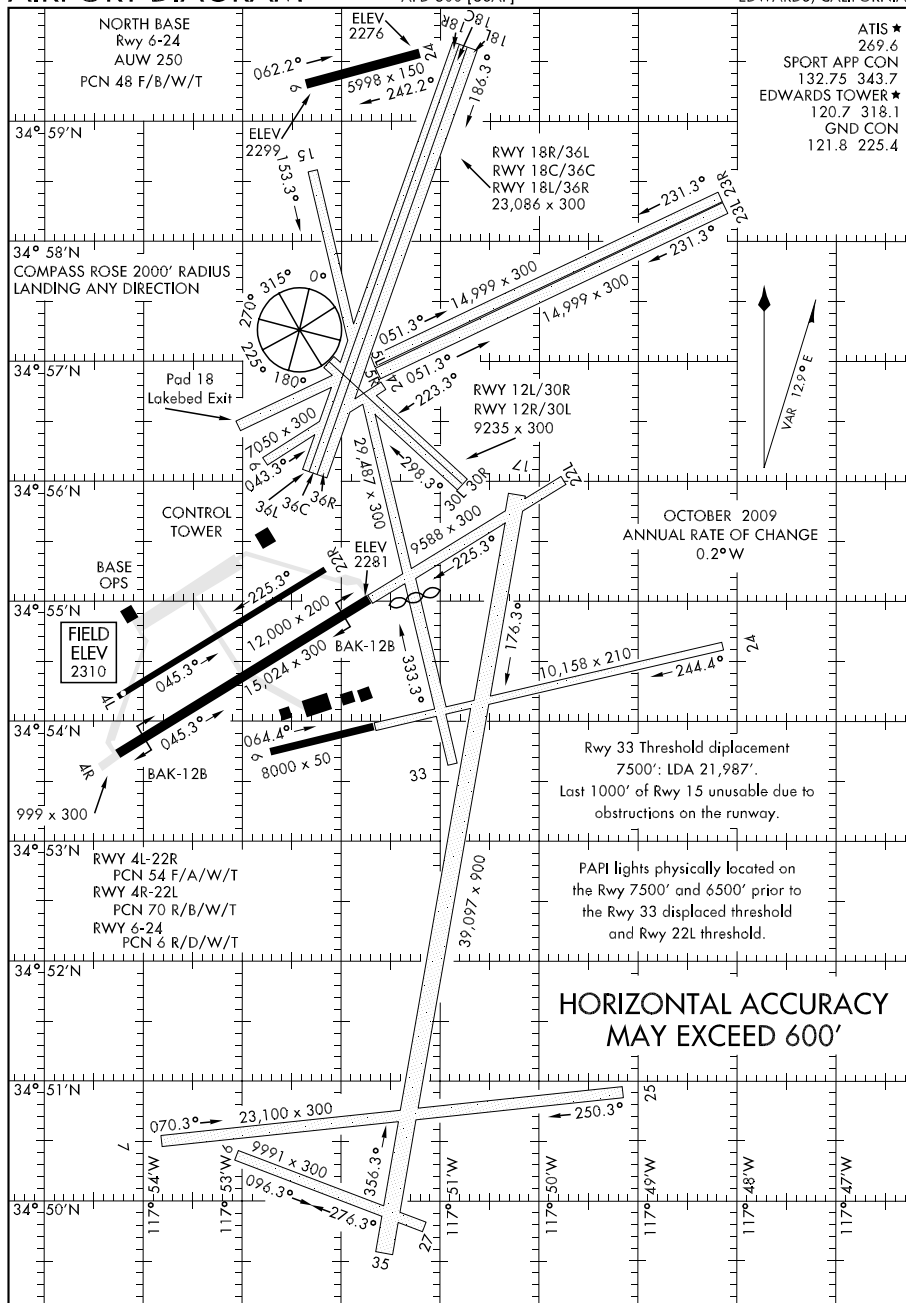 NORTH BASE
Rwy 6-24
AUW 250
PCN 48 F/B/W/T
ELEV
2276
24
062.2°
5998 x 150
242.2°
6
ELEV
2299
18R
18C
18L
186.3°
ATIS ★
269.6
SPORT APP CON
132.75 343.7
EDWARDS TOWER ★
120.7 318.1
GND CON
121.8 225.4
34° 59'N
15
153.3°
RWY 18R/36L
RWY 18C/36C
RWY 18L/36R
23,086 x 300
231.3°
23L 23R
231.3°
34° 58'N
COMPASS ROSE 2000' RADIUS
LANDING ANY DIRECTION
270° 315° 0°
225°
180°
14,999 x 300
14,999 x 300
051.3°
051.3°
5L
5R
24
223.3°
34° 57'N
Pad 18
Lakebed Exit
RWY 12L/30R
RWY 12R/30L
9235 x 300
VAR 12.9° E
7050 x 300
6
043.3°
29,487 x 300
298.3°
30L 30R
17
22L
34° 56'N
36L 36C 36R
CONTROL
TOWER
9588 x 300
225.3°
OCTOBER 2009
ANNUAL RATE OF CHANGE
0.2° W
BASE
OPS
22R
ELEV
2281
225.3°
34° 55'N
FIELD
ELEV
2310
12,000 x 200
045.3°
15,024 x 300
BAK-12B
4L
045.3°
333.3°
176.3°
10,158 x 210
24
244.4°
34° 54'N
4R
BAK-12B
064.4°
6
8000 x 50
33
999 x 300
Rwy 33 Threshold diplacement
7500': LDA 21,987'.
Last 1000' of Rwy 15 unusable due to
obstructions on the runway.
34° 53'N
RWY 4L-22R
PCN 54 F/A/W/T
RWY 4R-22L
PCN 70 R/B/W/T
RWY 6-24
PCN 6 R/D/W/T
39,097 x 900
PAPI lights physically located on
the Rwy 7500' and 6500' prior to
the Rwy 33 displaced threshold
and Rwy 22L threshold.
34° 52'N
HORIZONTAL ACCURACY
MAY EXCEED 600'
34° 51'N
070.3°
23,100 x 300
25
250.3°
7
9
9991 x 300
096.3°
276.3°
27
356.3°
35
34° 50'N
117° 54'W
117° 53'W
117° 51'W
117° 50'W
117° 49'W
117° 48'W
117° 47'W